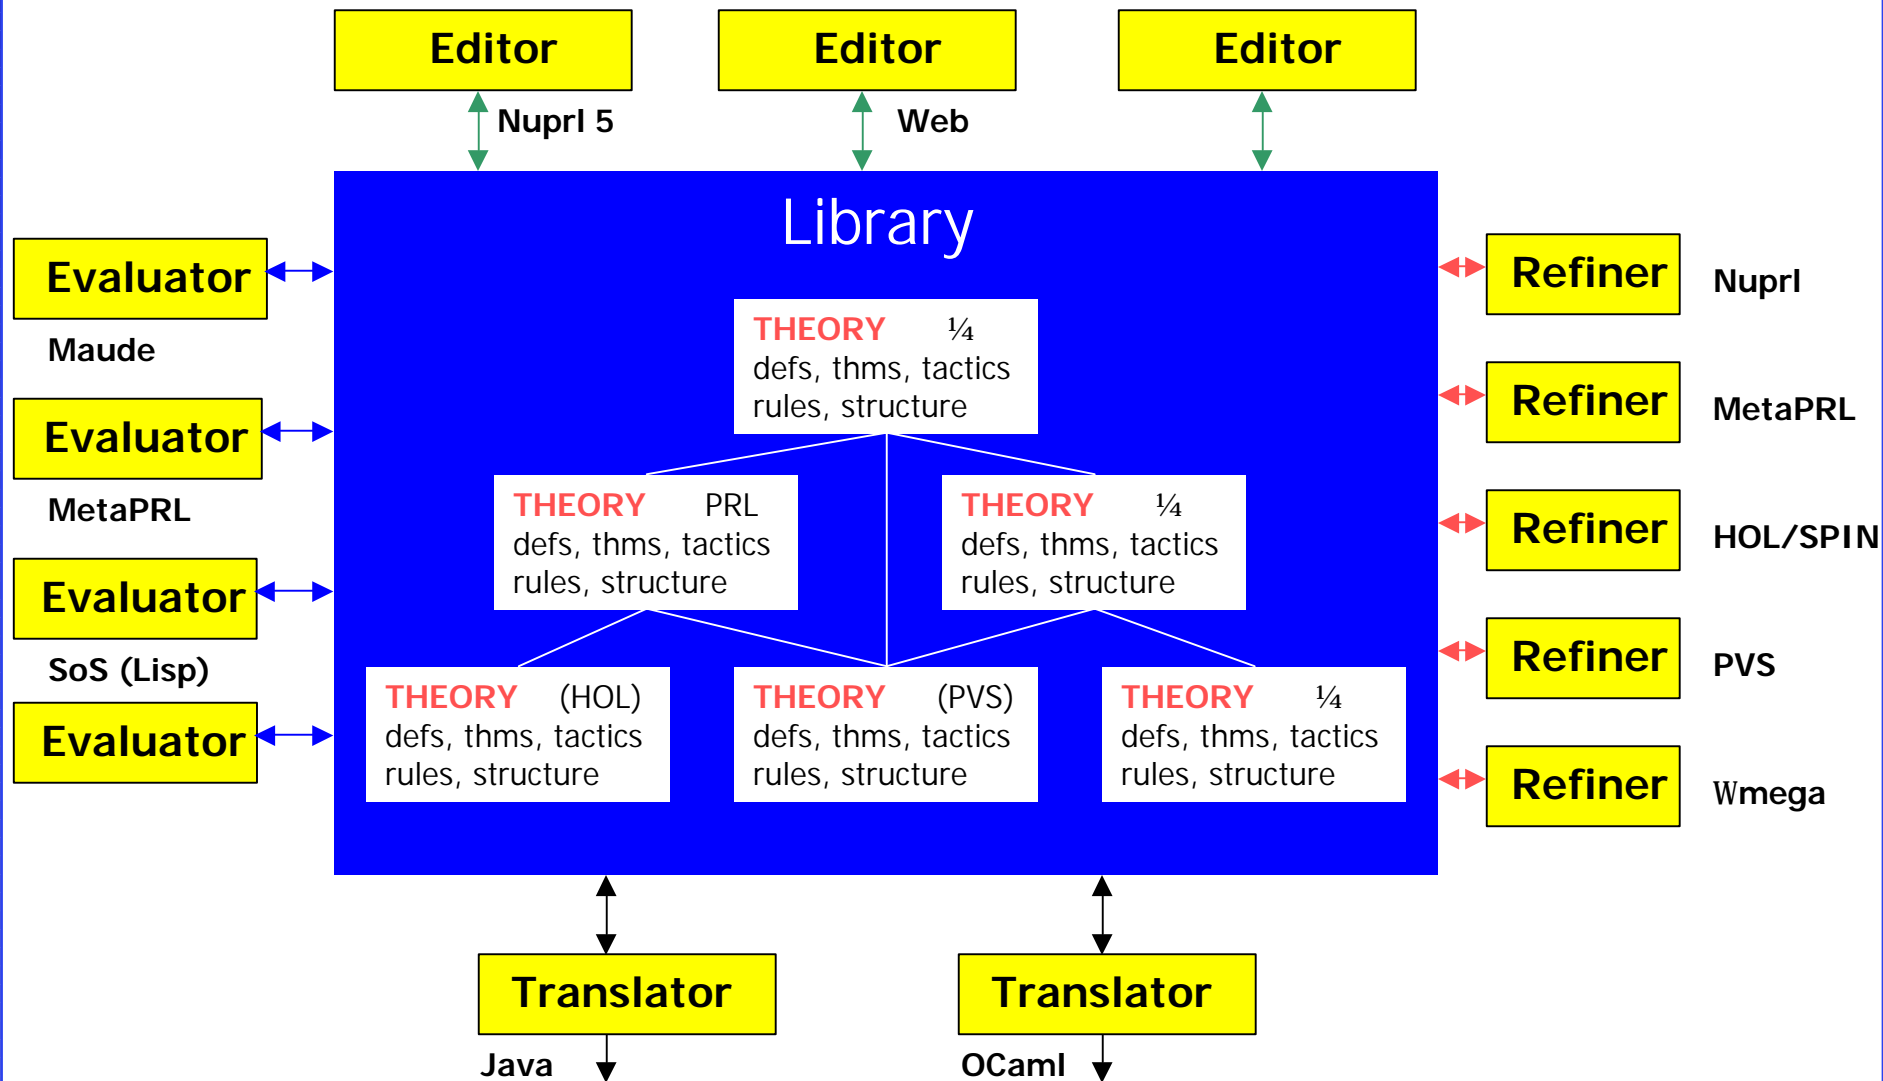 Editor
Editor
Editor
Nuprl 5
Web
Library
Evaluator
Maude
Evaluator
MetaPRL
Evaluator
SoS (Lisp)
Evaluator
THEORY ¼
defs, thms, tactics
rules, structure
THEORY PRL
defs, thms, tactics
rules, structure
THEORY ¼
defs, thms, tactics
rules, structure
THEORY (HOL)
defs, thms, tactics
rules, structure
THEORY (PVS)
defs, thms, tactics
rules, structure
THEORY ¼
defs, thms, tactics
rules, structure
Refiner
Nuprl
Refiner
MetaPRL
Refiner
HOL/SPIN
Refiner
PVS
Refiner
Wmega
Translator
Java
Translator
OCaml